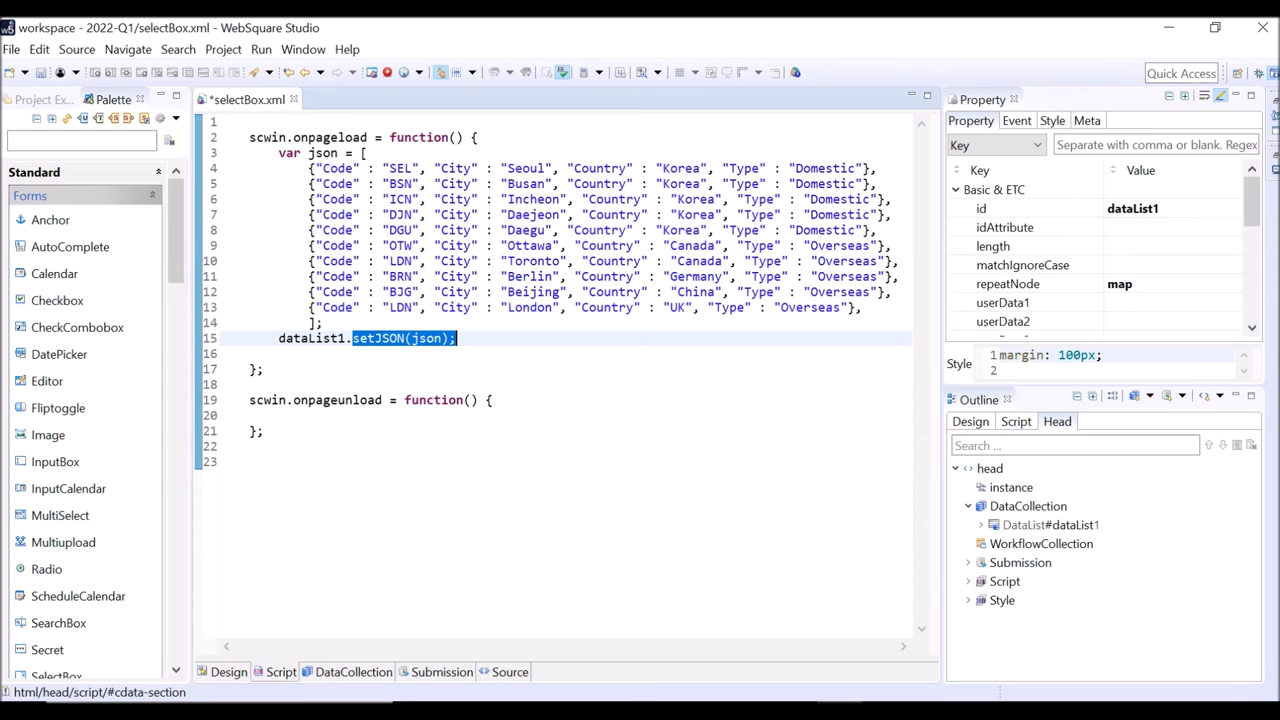 workspace - 2022-Q1/selectBox.xml - WebSquare Studio
File Edit Source Navigate Search Project Run Window Help
Quick Access
Project Ex... Palette
Standard
Forms
Anchor
AutoComplete
Calendar
Checkbox
CheckCombobox
DatePicker
Editor
Fliptoggle
Image
InputBox
InputCalendar
MultiSelect
Multiupload
Radio
ScheduleCalendar
SearchBox
Secret
SelectBox
*selectBox.xml
1
2 scwin.onpageload = function() {
3 var json = [
4 {"Code" : "SEL", "City" : "Seoul", "Country" : "Korea", "Type" : "Domestic"},
5 {"Code" : "BSN", "City" : "Busan", "Country" : "Korea", "Type" : "Domestic"},
6 {"Code" : "ICN", "City" : "Incheon", "Country" : "Korea", "Type" : "Domestic"},
7 {"Code" : "DJN", "City" : "Daejeon", "Country" : "Korea", "Type" : "Domestic"},
8 {"Code" : "DGU", "City" : "Daegu", "Country" : "Korea", "Type" : "Domestic"},
9 {"Code" : "OTW", "City" : "Ottawa", "Country" : "Canada", "Type" : "Overseas"},
10 {"Code" : "LDN", "City" : "Toronto", "Country" : "Canada", "Type" : "Overseas"},
11 {"Code" : "BRN", "City" : "Berlin", "Country" : "Germany", "Type" : "Overseas"},
12 {"Code" : "BJG", "City" : "Beijing", "Country" : "China", "Type" : "Overseas"},
13 {"Code" : "LDN", "City" : "London", "Country" : "UK", "Type" : "Overseas"},
14 ];
15 dataList1.setJSON(json);
16
17 };
18
19 scwin.onpageunload = function() {
20
21 };
22
23
Design Script DataCollection Submission Source
html/head/script/#cdata-section
Property
Property Event Style Meta
Key Separate with comma or blank. Regex
Key Value
Basic & ETC
id dataList1
idAttribute
length
matchIgnoreCase
repeatNode map
userData1
userData2
Style 1 margin: 100px;
2
Outline
Design Script Head
Search ...
head
instance
DataCollection
DataList#dataList1
WorkflowCollection
Submission
Script
Style